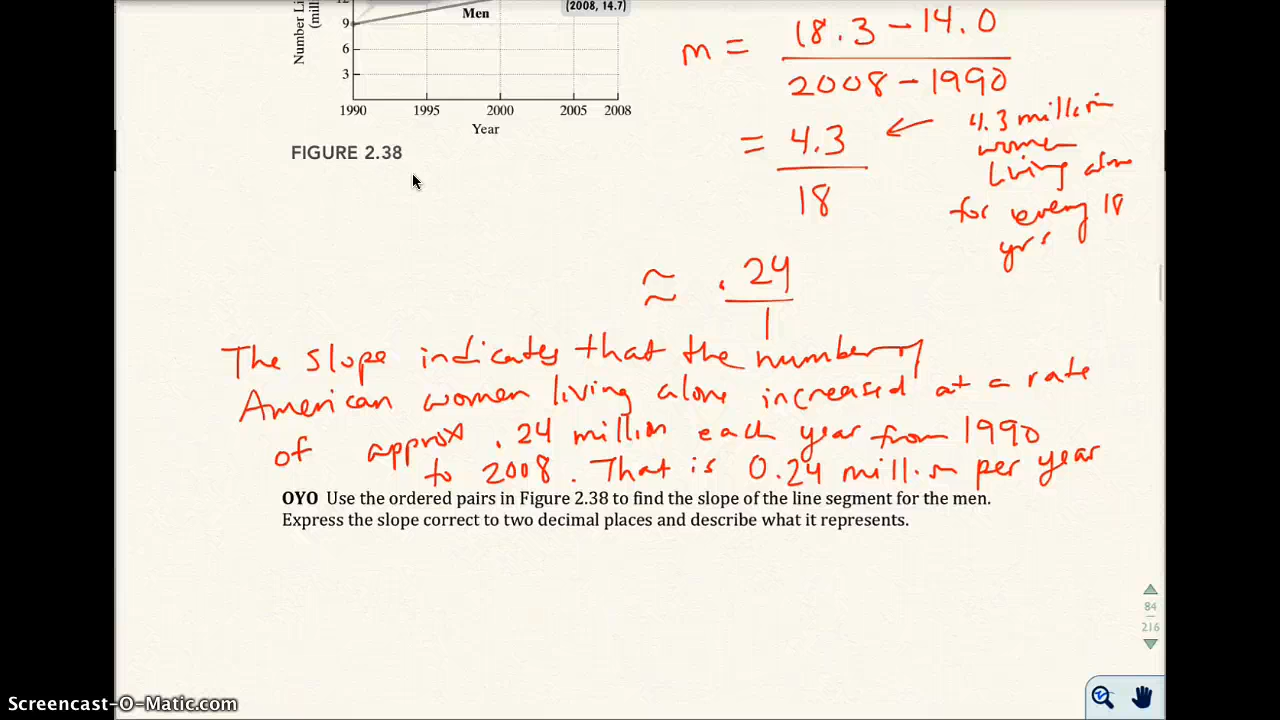 12
(2008, 14.7)
Number Li
(mill
Men
9
6
3
1990 1995 2000 2005 2008
Year
FIGURE 2.38
m = 18.3 - 14.0
2008 - 1990
= 4.3
18
4.3 million
women
living alone
for every 18
yrs
≈ .24
1
The slope indicates that the number of
American women living alone increased at a rate
of approx .24 million each year from 1990
to 2008. That is 0.24 million per year
OYO Use the ordered pairs in Figure 2.38 to find the slope of the line segment for the men.
Express the slope correct to two decimal places and describe what it represents.
84
216
Screencast-O-Matic.com